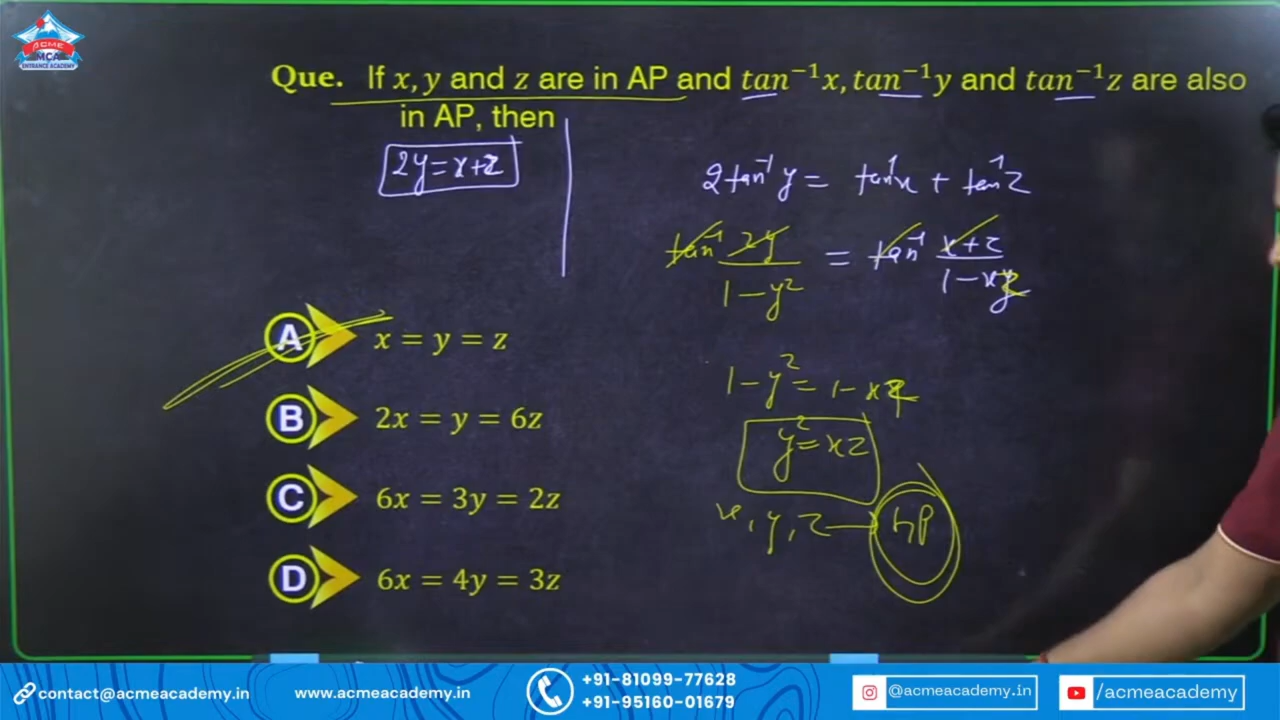 ACME
MCA
ENTRANCE ACADEMY
Que. If x, y and z are in AP and tan⁻¹x, tan⁻¹y and tan⁻¹z are also
in AP, then
2y = x+z
2tan⁻¹y = tan⁻¹x + tan⁻¹z
tan⁻¹ 2y / 1-y² = tan⁻¹ x+z / 1-xz
A x = y = z
1-y² = 1-xz
B 2x = y = 6z
y² = xz
C 6x = 3y = 2z
x, y, z
D 6x = 4y = 3z
contact@acmeacademy.in
www.acmeacademy.in
+91-81099-77628
+91-95160-01679
@acmeacademy.in
/acmeacademy